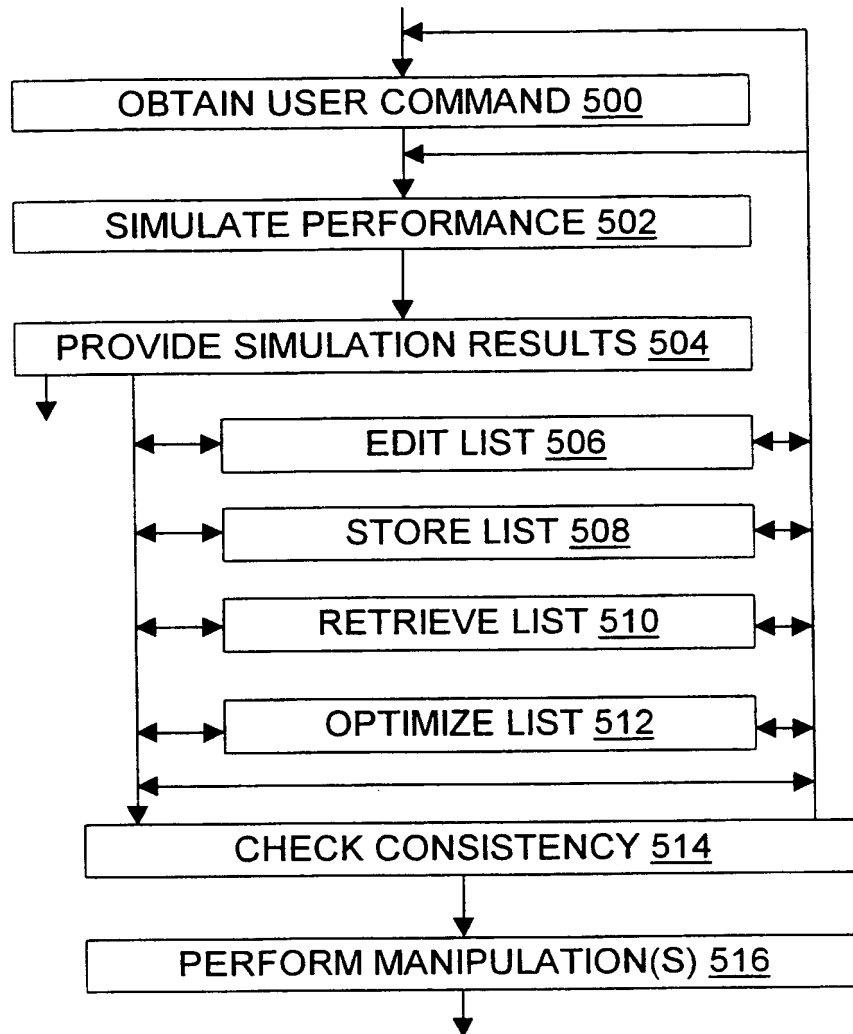 OBTAIN USER COMMAND 500
SIMULATE PERFORMANCE 502
PROVIDE SIMULATION RESULTS 504
EDIT LIST 506
STORE LIST 508
RETRIEVE LIST 510
OPTIMIZE LIST 512
CHECK CONSISTENCY 514
PERFORM MANIPULATION(S) 516